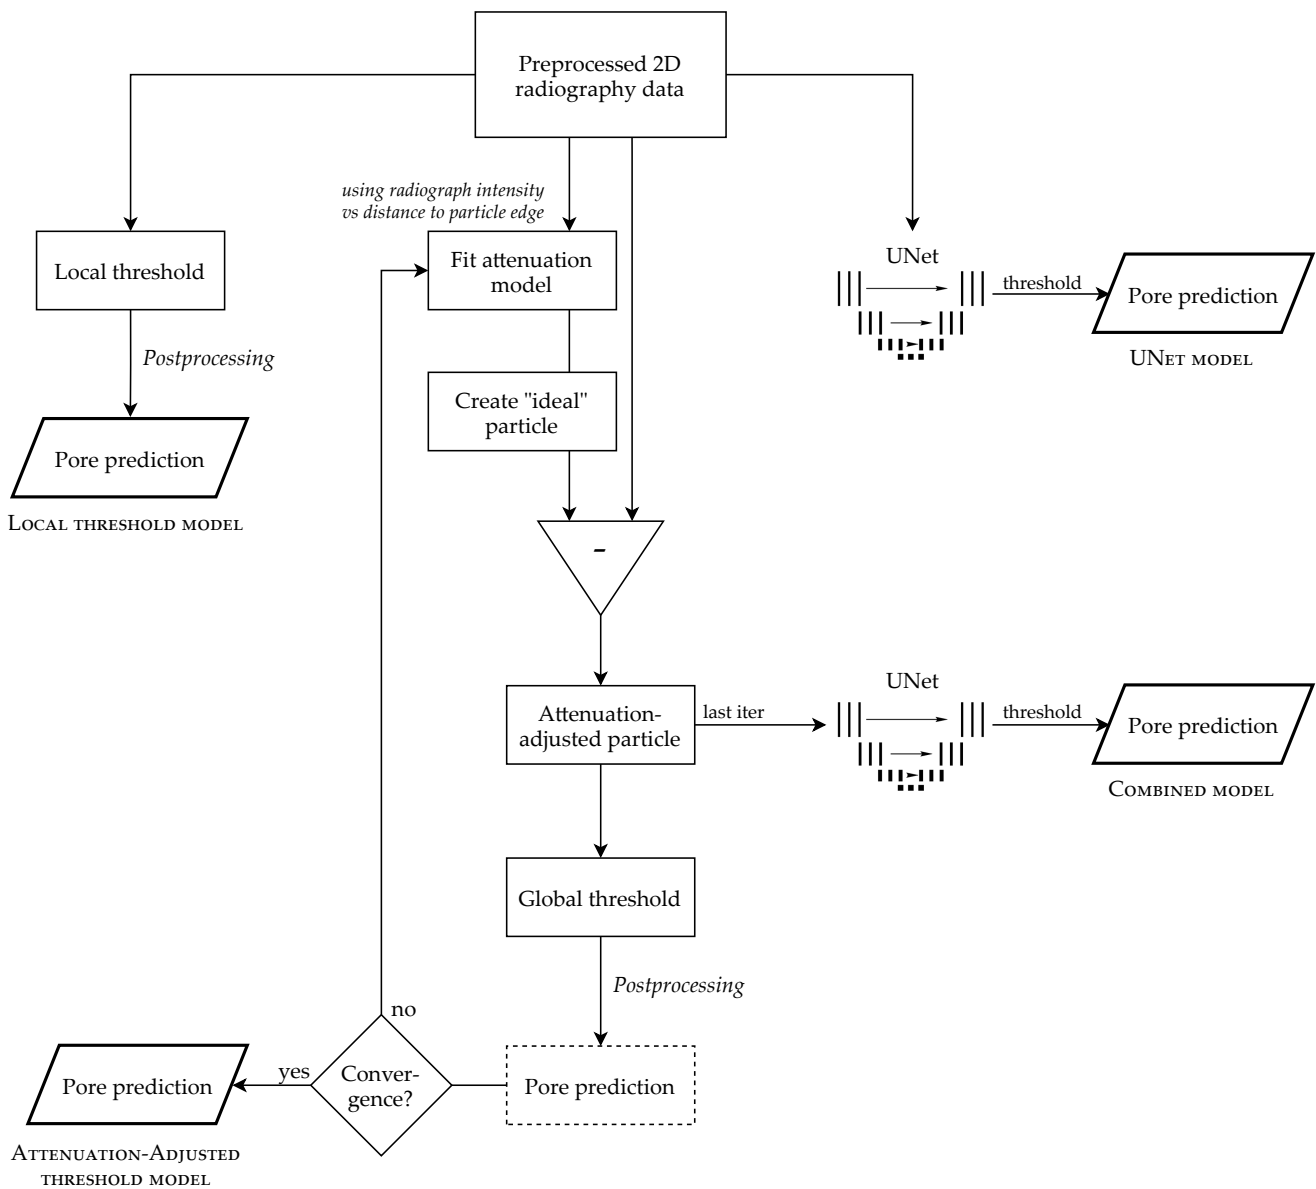 Preprocessed 2D
radiography data
using radiograph intensity
vs distance to particle edge
Local threshold
Fit attenuation
model
UNet
threshold
Pore prediction
UNet model
Postprocessing
Create "ideal"
particle
Pore prediction
Local threshold model
-
Attenuation-
adjusted particle
last iter
UNet
threshold
Pore prediction
Combined model
Global threshold
Postprocessing
no
yes
Pore prediction
Conver-
gence?
Pore prediction
Attenuation-Adjusted
threshold model